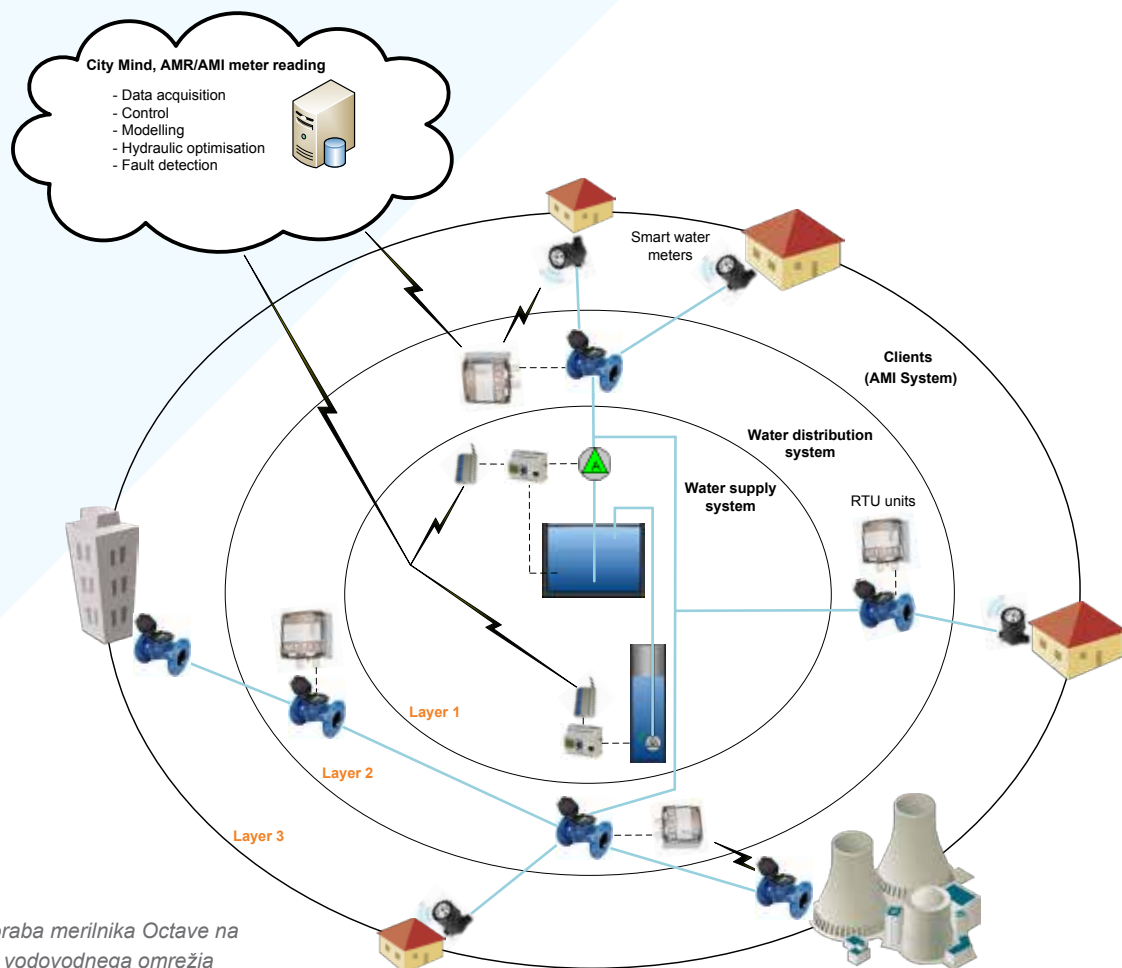 City Mind, AMR/AMI meter reading
- Data acquisition
- Control
- Modelling
- Hydraulic optimisation
- Fault detection
Smart water
meters
Clients
(AMI System)
Water distribution
system
Water supply
system
RTU units
Layer 1
Layer 2
Layer 3
merilnika Octave na
vodovodnega omrežja